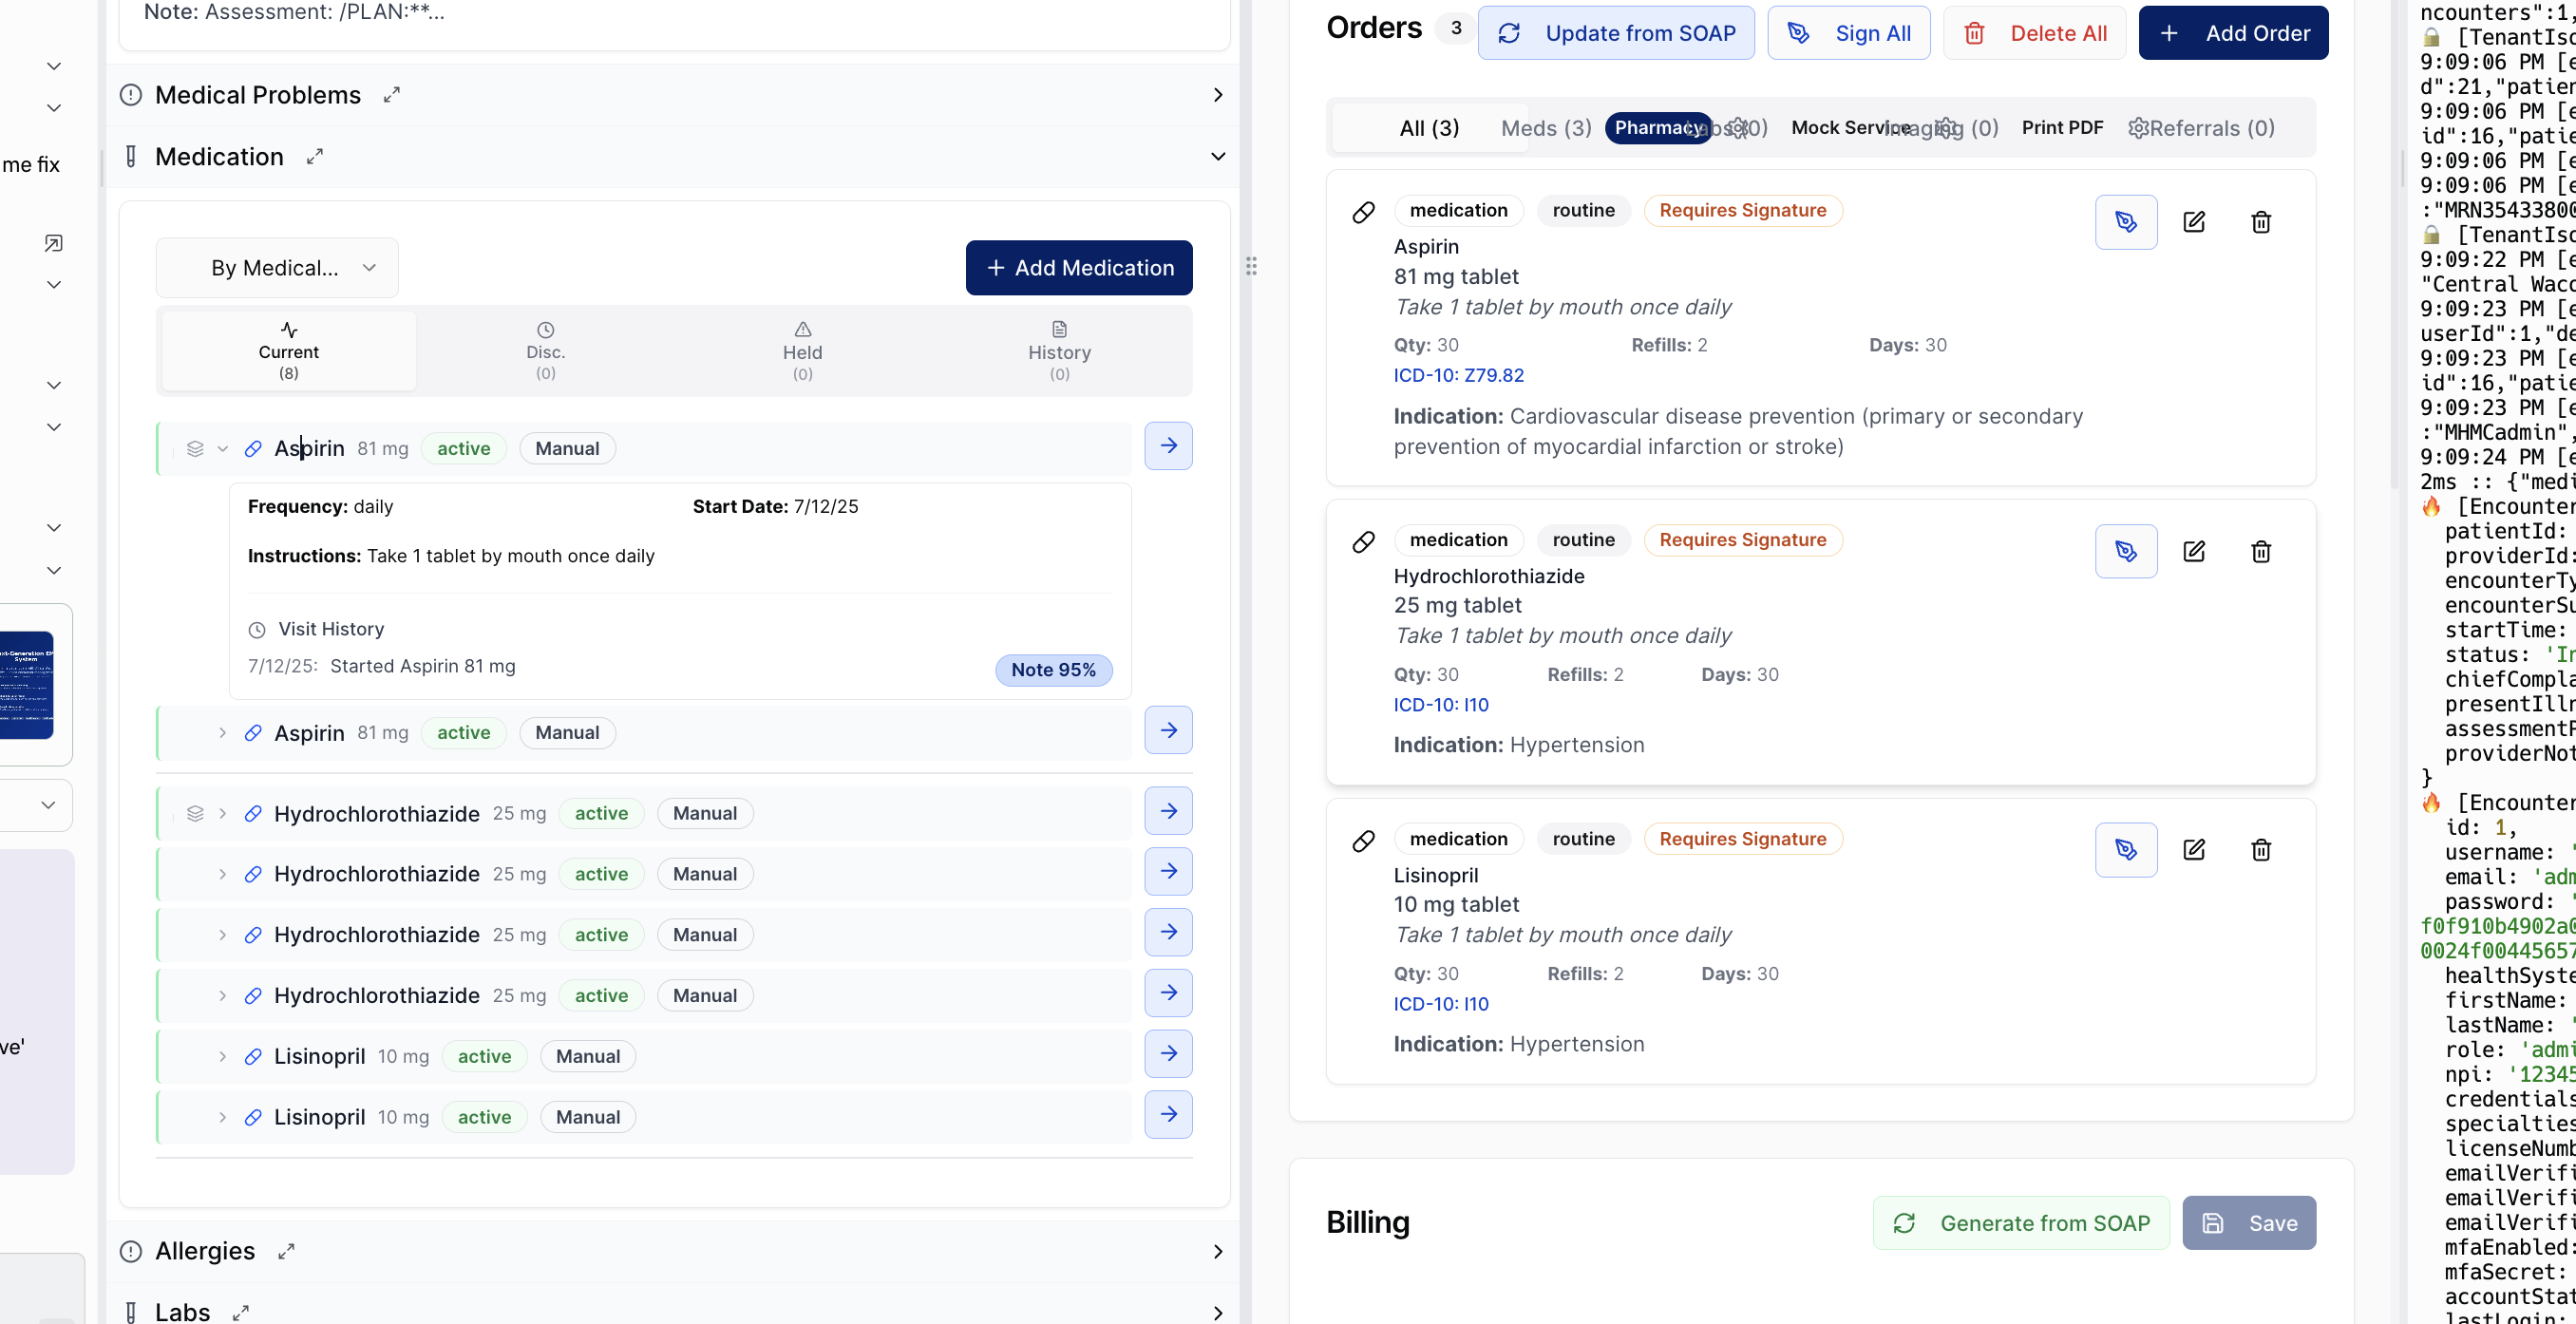 Note: Assessment: /PLAN:**...
me fix
Medical Problems
Medication
By Medical...
+ Add Medication
Current
(8)
Disc.
(0)
Held
(0)
History
(0)
Aspirin 81 mg active Manual
Frequency: daily
Start Date: 7/12/25
Instructions: Take 1 tablet by mouth once daily
Visit History
7/12/25: Started Aspirin 81 mg
Note 95%
Aspirin 81 mg active Manual
Hydrochlorothiazide 25 mg active Manual
Hydrochlorothiazide 25 mg active Manual
Hydrochlorothiazide 25 mg active Manual
Hydrochlorothiazide 25 mg active Manual
Lisinopril 10 mg active Manual
Lisinopril 10 mg active Manual
Allergies
Labs
ve'
Orders 3
Update from SOAP
Sign All
Delete All
+ Add Order
All (3)
Meds (3)
Pharmacy
Labs (0)
Mock Service
Imaging (0)
Print PDF
Referrals (0)
medication routine Requires Signature
Aspirin
81 mg tablet
Take 1 tablet by mouth once daily
Qty: 30 Refills: 2 Days: 30
ICD-10: Z79.82
Indication: Cardiovascular disease prevention (primary or secondary
prevention of myocardial infarction or stroke)
medication routine Requires Signature
Hydrochlorothiazide
25 mg tablet
Take 1 tablet by mouth once daily
Qty: 30 Refills: 2 Days: 30
ICD-10: I10
Indication: Hypertension
medication routine Requires Signature
Lisinopril
10 mg tablet
Take 1 tablet by mouth once daily
Qty: 30 Refills: 2 Days: 30
ICD-10: I10
Indication: Hypertension
Billing
Generate from SOAP
Save
ncounters":1,
[TenantIso
9:09:06 PM [e
d":21,"patien
9:09:06 PM [e
id":16,"patie
9:09:06 PM [e
9:09:06 PM [e
:"MRN35433800
[TenantIso
9:09:22 PM [e
"Central Waco
9:09:23 PM [e
userId":1,"de
9:09:23 PM [e
id":16,"patie
9:09:23 PM [e
:"MHMCadmin",
9:09:24 PM [e
2ms :: {"medi
[Encounter
patientId:
providerId:
encounterTy
encounterSu
startTime:
status: 'In
chiefCompla
presentIlln
assessmentP
providerNot
}
[Encounter
id: 1,
username: '
email: 'adm
password: '
f0f910b4902a0
0024f00445657
healthSyste
firstName:
lastName: '
role: 'admi
npi: '12345
credentials
specialties
licenseNumb
emailVerifi
emailVerifi
emailVerifi
mfaEnabled:
mfaSecret:
accountStat
lastLogin: